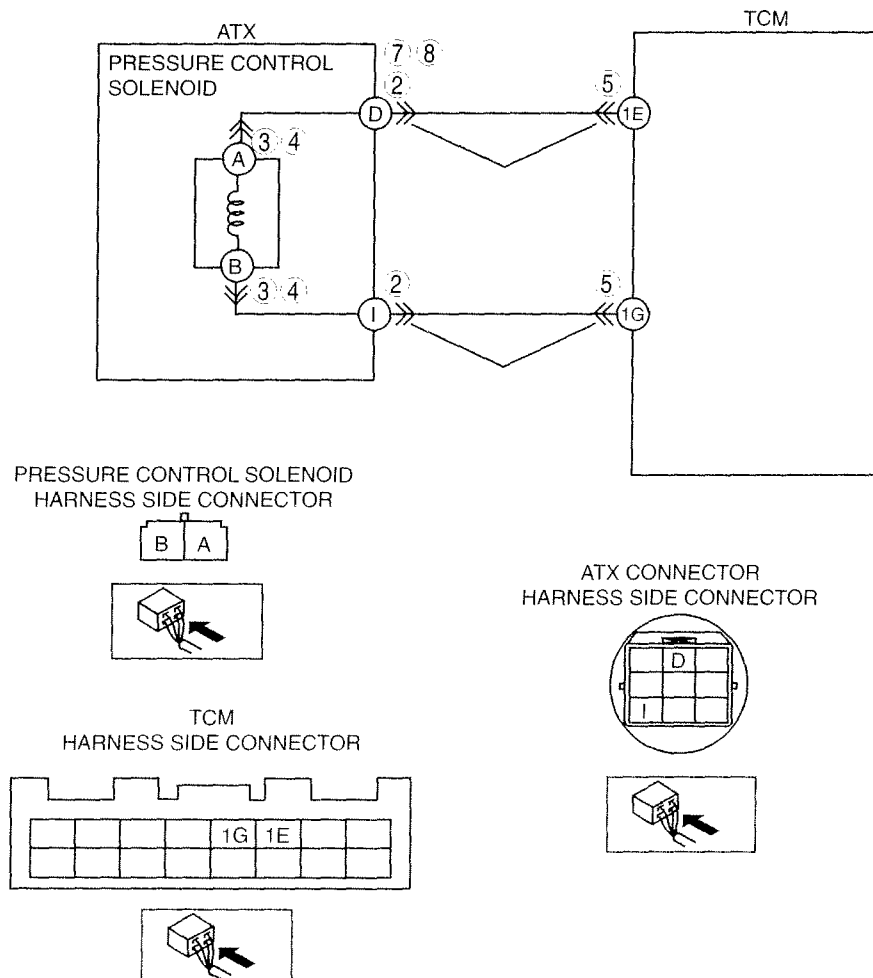 ATX
TCM
PRESSURE CONTROL
SOLENOID
7 8
2
5
D
1E
3 4
A
B
3 4
2
5
I
1G
PRESSURE CONTROL SOLENOID
HARNESS SIDE CONNECTOR
B A
ATX CONNECTOR
HARNESS SIDE CONNECTOR
D
I
TCM
HARNESS SIDE CONNECTOR
1G 1E